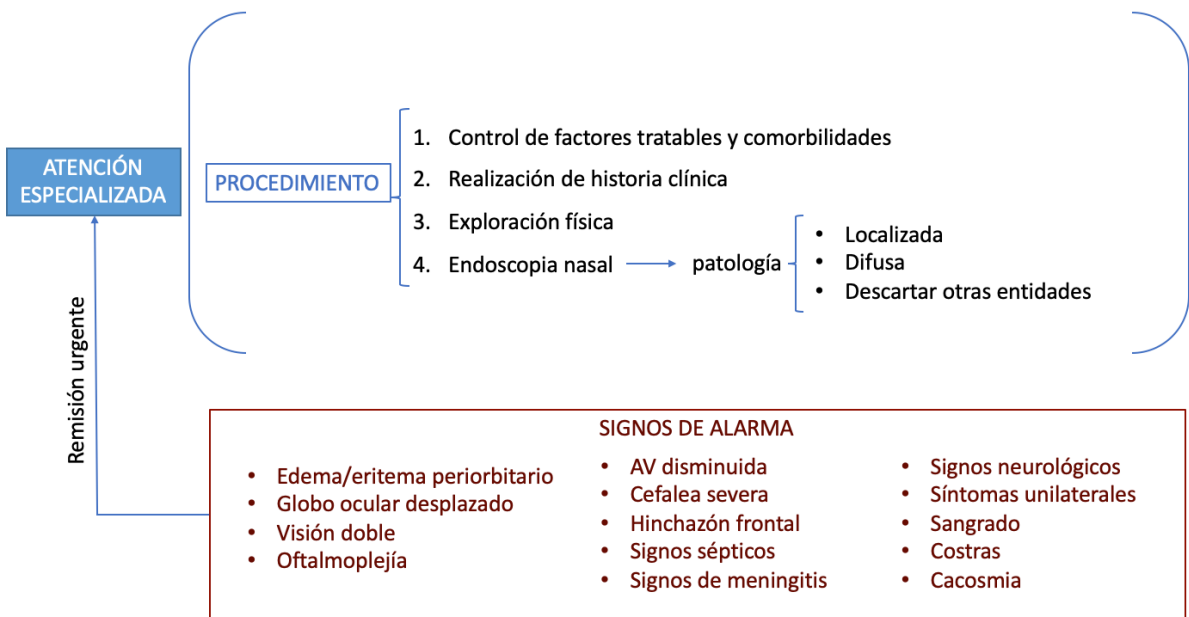 ATENCIÓN
ESPECIALIZADA
PROCEDIMIENTO
1. Control de factores tratables y comorbilidades
2. Realización de historia clínica
3. Exploración física
4. Endoscopia nasal
patología
• Localizada
• Difusa
• Descartar otras entidades
Remisión urgente
SIGNOS DE ALARMA
• Edema/eritema periorbitario
• Globo ocular desplazado
• Visión doble
• Oftalmoplejía
• AV disminuida
• Cefalea severa
• Hinchazón frontal
• Signos sépticos
• Signos de meningitis
• Signos neurológicos
• Síntomas unilaterales
• Sangrado
• Costras
• Cacosmia